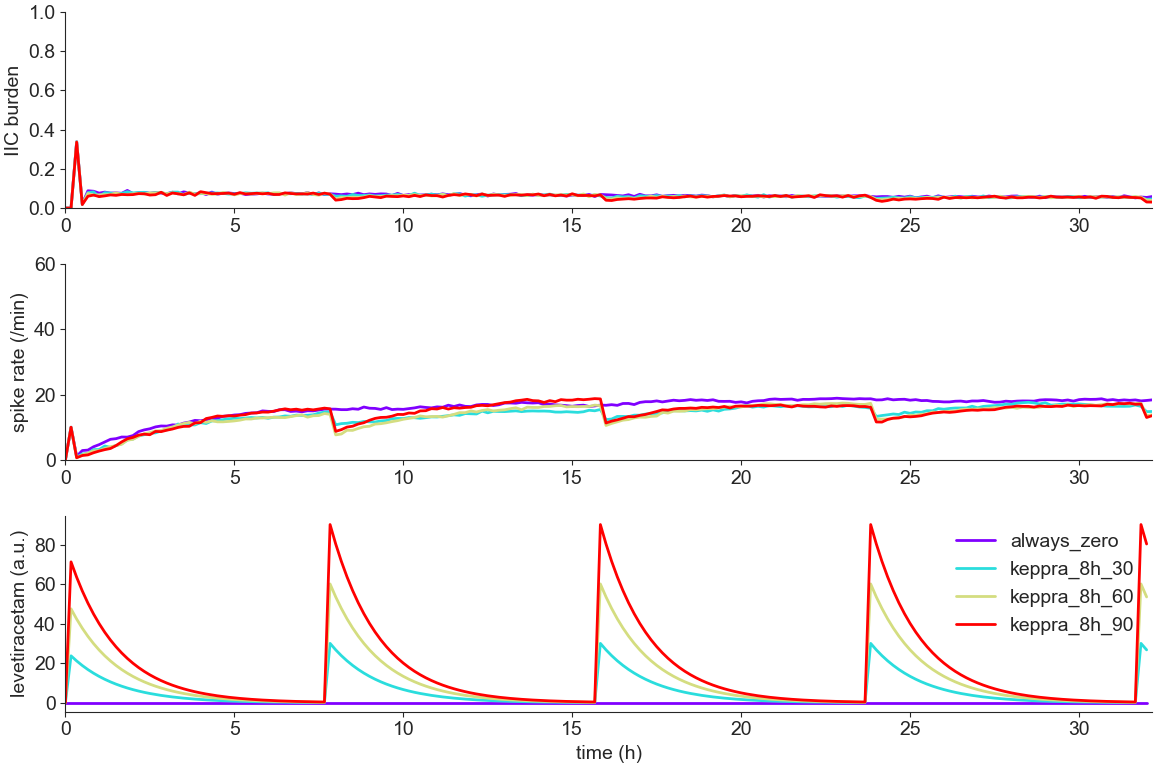 IIC burden
1.0
0.8
0.6
0.4
0.2
0.0
0 5 10 15 20 25 30
spike rate (/min)
60
40
20
0
0 5 10 15 20 25 30
levetiracetam (a.u.)
80
60
40
20
0
always_zero
keppra_8h_30
keppra_8h_60
keppra_8h_90
0 5 10 15 20 25 30
time (h)